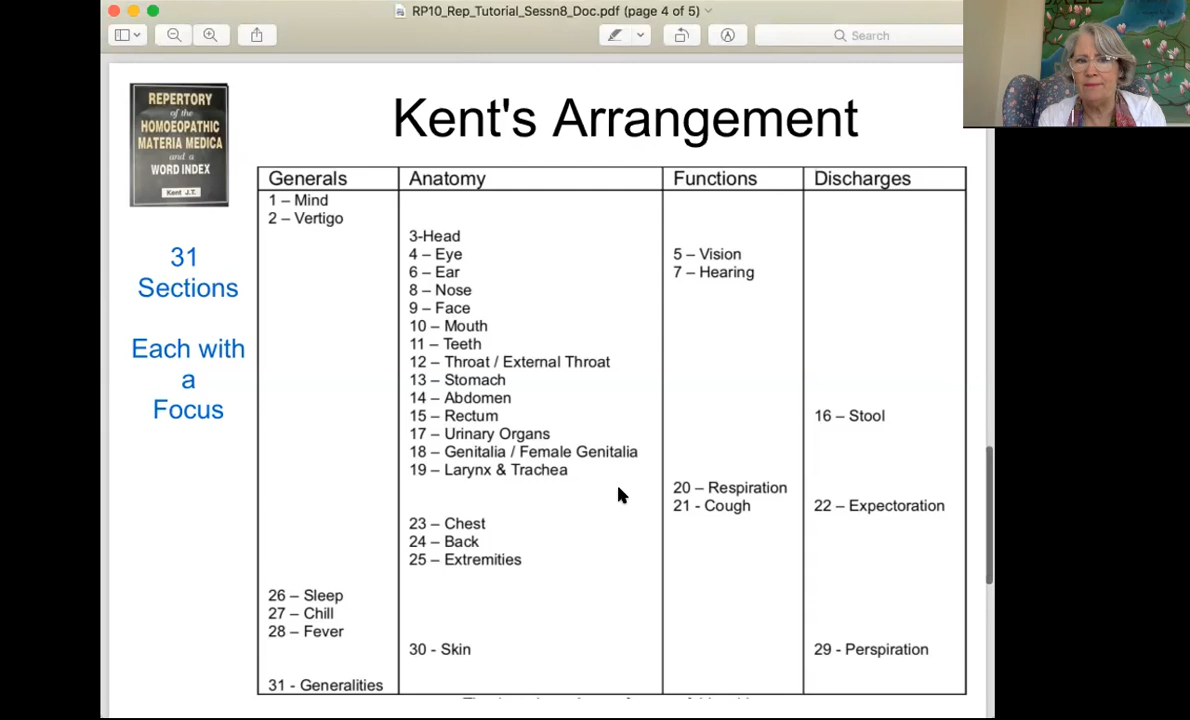 RP10_Rep_Tutorial_Sessn8_Doc.pdf (page 4 of 5)
Search
REPERTORY
of the
HOMOEOPATHIC
MATERIA MEDICA
and a
WORD INDEX
Kent J.T.
Kent's Arrangement
31
Sections
Each with
a
Focus
Generals Anatomy Functions Discharges
1 – Mind
2 – Vertigo
3-Head
4 – Eye 5 – Vision
6 – Ear 7 – Hearing
8 – Nose
9 – Face
10 – Mouth
11 – Teeth
12 – Throat / External Throat
13 – Stomach
14 – Abdomen
15 – Rectum 16 – Stool
17 – Urinary Organs
18 – Genitalia / Female Genitalia
19 – Larynx & Trachea
20 – Respiration
21 - Cough 22 – Expectoration
23 – Chest
24 – Back
25 – Extremities
26 – Sleep
27 – Chill
28 – Fever
30 - Skin 29 - Perspiration
31 - Generalities